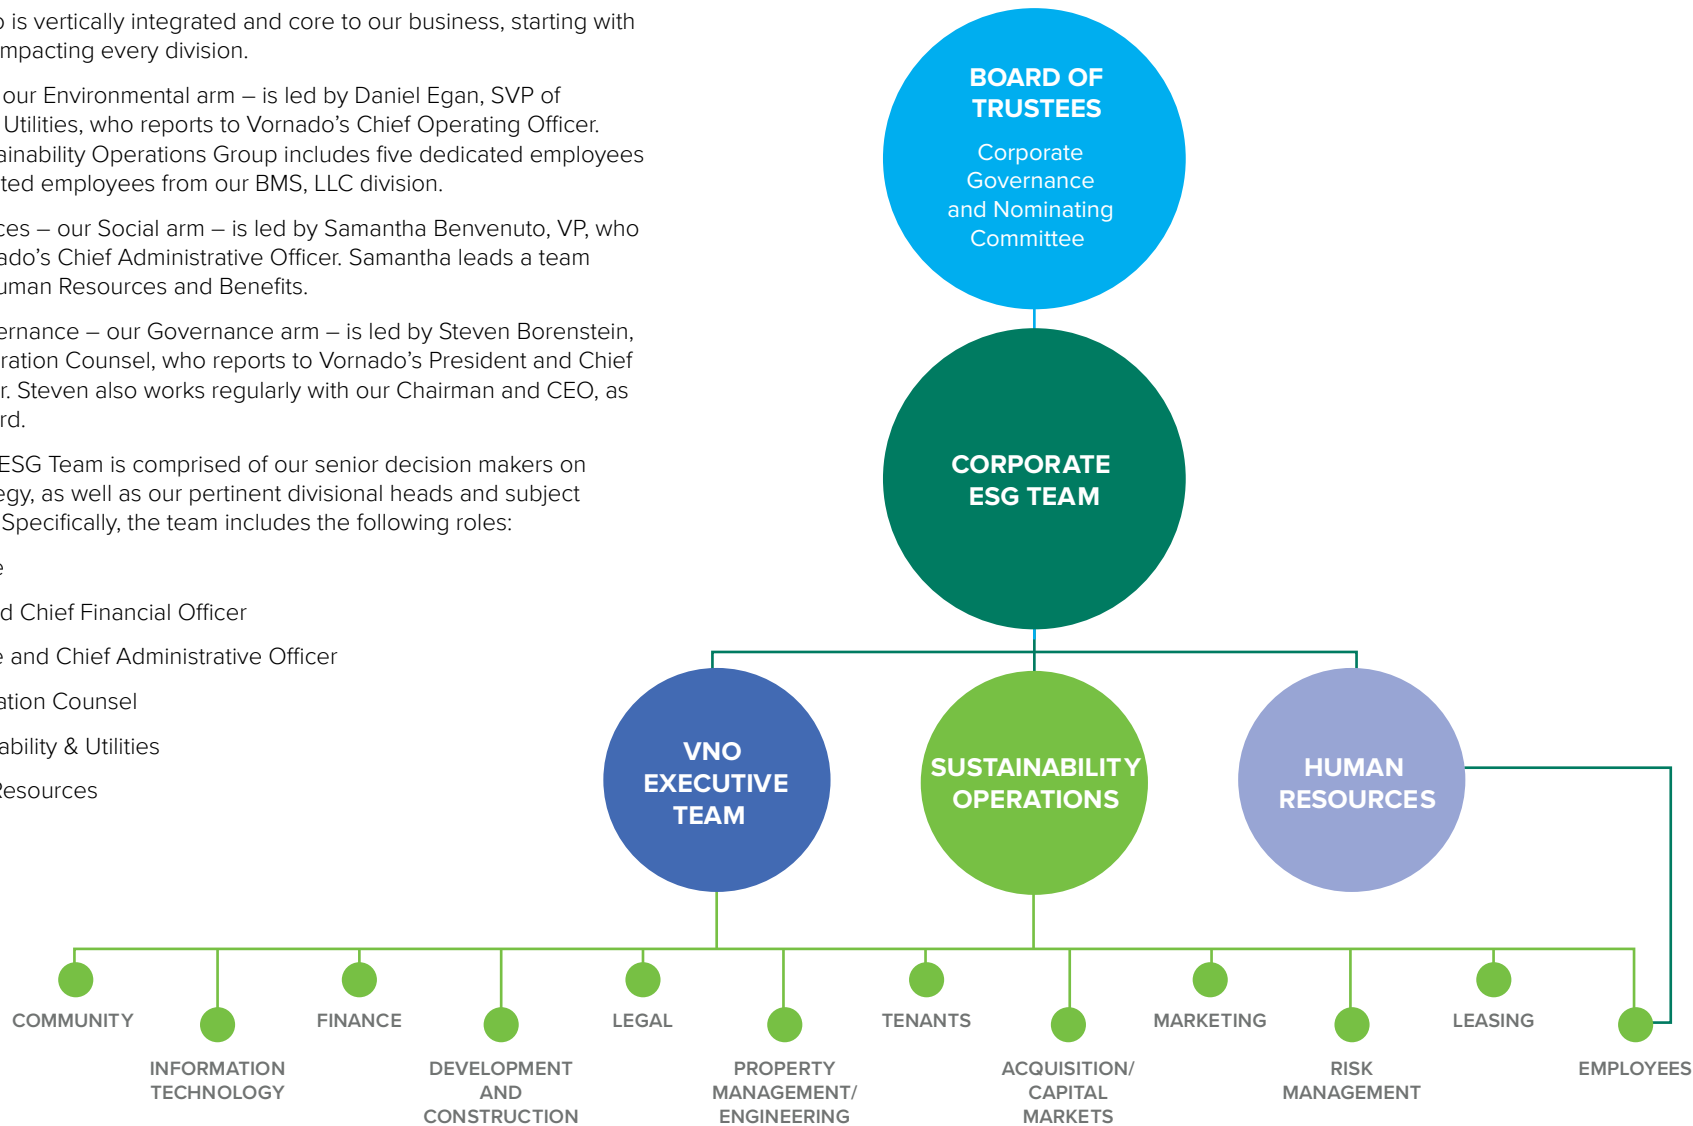 o is vertically integrated and core to our business, starting with
mpacting every division.
our Environmental arm – is led by Daniel Egan, SVP of
Utilities, who reports to Vornado’s Chief Operating Officer.
ainability Operations Group includes five dedicated employees
ted employees from our BMS, LLC division.
ces – our Social arm – is led by Samantha Benvenuto, VP, who
ado’s Chief Administrative Officer. Samantha leads a team
uman Resources and Benefits.
ernance – our Governance arm – is led by Steven Borenstein,
ration Counsel, who reports to Vornado’s President and Chief
r. Steven also works regularly with our Chairman and CEO, as
rd.
ESG Team is comprised of our senior decision makers on
egy, as well as our pertinent divisional heads and subject
Specifically, the team includes the following roles:
e
d Chief Financial Officer
e and Chief Administrative Officer
ation Counsel
ability & Utilities
Resources
BOARD OF
TRUSTEES
Corporate
Governance
and Nominating
Committee
CORPORATE
ESG TEAM
VNO
EXECUTIVE
TEAM
SUSTAINABILITY
OPERATIONS
HUMAN
RESOURCES
COMMUNITY
INFORMATION
TECHNOLOGY
FINANCE
DEVELOPMENT
AND
CONSTRUCTION
LEGAL
PROPERTY
MANAGEMENT/
ENGINEERING
TENANTS
ACQUISITION/
CAPITAL
MARKETS
MARKETING
RISK
MANAGEMENT
LEASING
EMPLOYEES